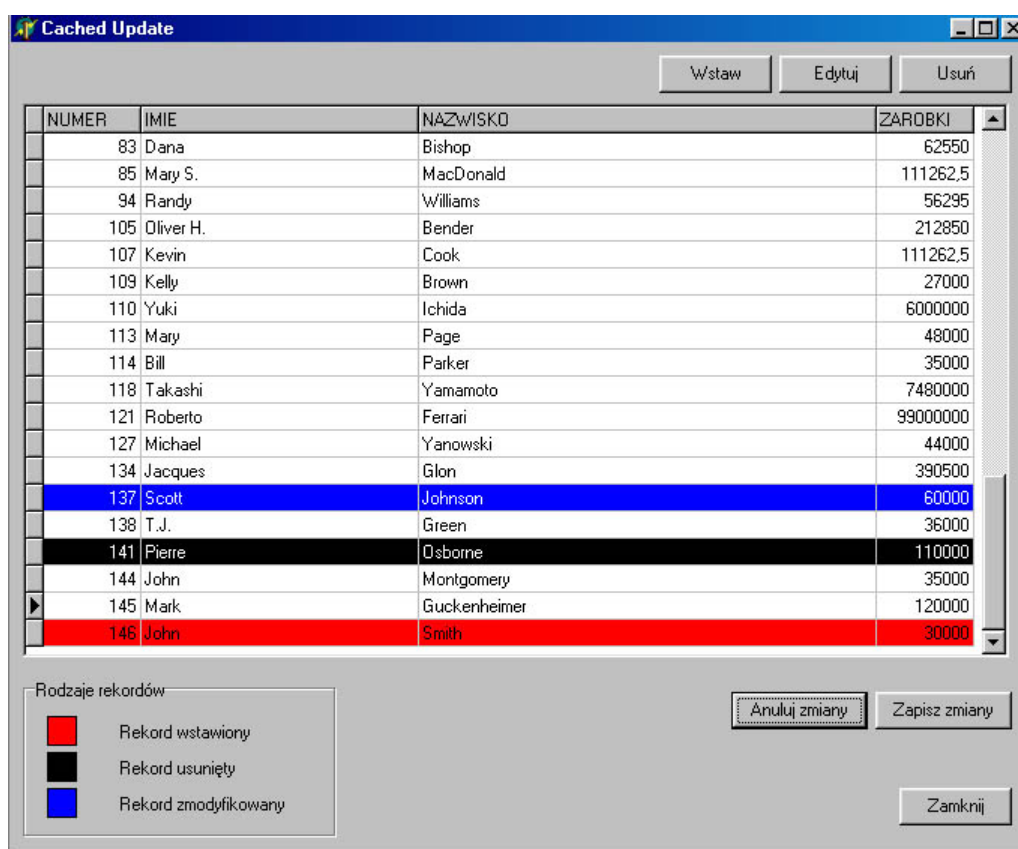 Cached Update
Wstaw Edytuj Usuń
NUMER IMIE NAZWISKO ZAROBKI
83 Dana Bishop 62550
85 Mary S. MacDonald 111262,5
94 Randy Williams 56295
105 Oliver H. Bender 212850
107 Kevin Cook 111262,5
109 Kelly Brown 27000
110 Yuki Ichida 6000000
113 Mary Page 48000
114 Bill Parker 35000
118 Takashi Yamamoto 7480000
121 Roberto Ferrari 99000000
127 Michael Yanowski 44000
134 Jacques Glon 390500
137 Scott Johnson 60000
138 T.J. Green 36000
141 Pierre Osborne 110000
144 John Montgomery 35000
145 Mark Guckenheimer 120000
146 John Smith 30000
Rodzaje rekordów
Rekord wstawiony
Rekord usunięty
Rekord zmodyfikowany
Anuluj zmiany Zapisz zmiany
Zamknij